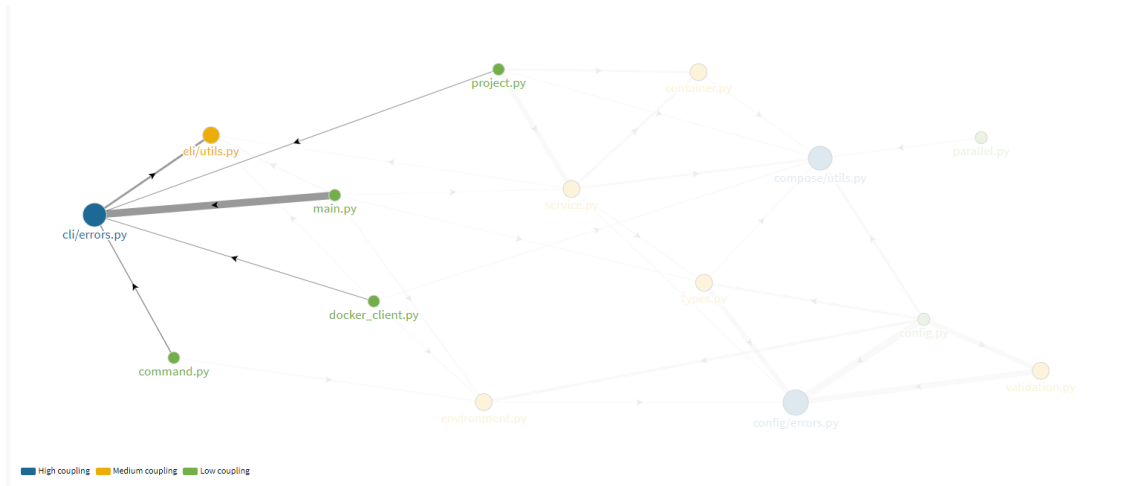 project.py
container.py
cli/utils.py
parallel.py
compose/utils.py
main.py
service.py
cli/errors.py
types.py
docker_client.py
config.py
command.py
validation.py
environment.py
config/errors.py
High coupling Medium coupling Low coupling